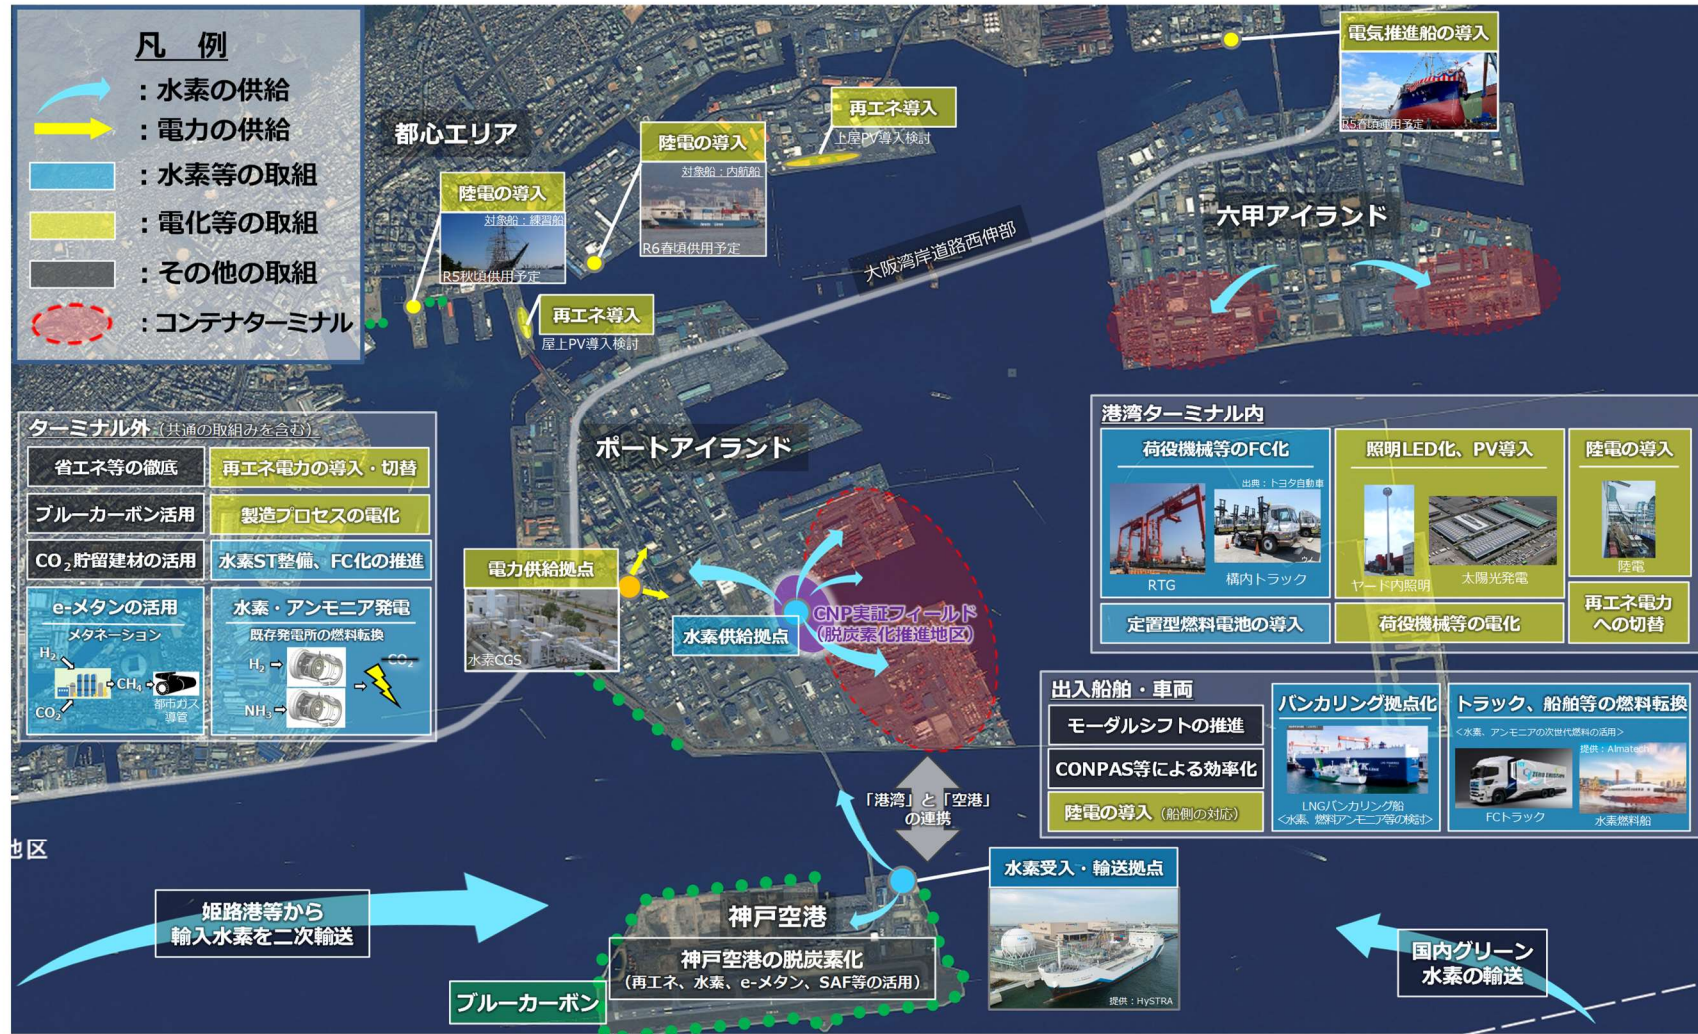 凡 例
：水素の供給
：電力の供給
：水素等の取組
：電化等の取組
：その他の取組
：コンテナターミナル
都心エリア
陸電の導入
対象船：練習船
R5秋頃供用予定
陸電の導入
対象船：内航船
R6春頃供用予定
再エネ導入
上屋PV導入検討
再エネ導入
屋上PV導入検討
電気推進船の導入
R5春頃運用予定
六甲アイランド
大阪湾岸道路西伸部
ポートアイランド
ターミナル外（共通の取組みを含む）
省エネ等の徹底
再エネ電力の導入・切替
ブルーカーボン活用
製造プロセスの電化
CO₂貯留建材の活用
水素ST整備、FC化の推進
e-メタンの活用
メタネーション
H₂
CO₂
CH₄
都市ガス
導管
水素・アンモニア発電
既存発電所の燃料転換
H₂
NH₃
CO₂
電力供給拠点
水素CGS
水素供給拠点
CNP実証フィールド
（脱炭素化推進地区）
港湾ターミナル内
荷役機械等のFC化
出典：トヨタ自動車
RTG
構内トラック
照明LED化、PV導入
ヤード内照明
太陽光発電
陸電の導入
陸電
定置型燃料電池の導入
荷役機械等の電化
再エネ電力
への切替
出入船舶・車両
モーダルシフトの推進
CONPAS等による効率化
陸電の導入（船側の対応）
バンカリング拠点化
LNGバンカリング船
＜水素、燃料アンモニア等の検討＞
トラック、船舶等の燃料転換
＜水素、アンモニアの次世代燃料の活用＞
提供：Almatech
FCトラック
水素燃料船
「港湾」と「空港」
の連携
地区
姫路港等から
輸入水素を二次輸送
神戸空港
神戸空港の脱炭素化
（再エネ、水素、e-メタン、SAF等の活用）
ブルーカーボン
水素受入・輸送拠点
提供：HySTRA
国内グリーン
水素の輸送